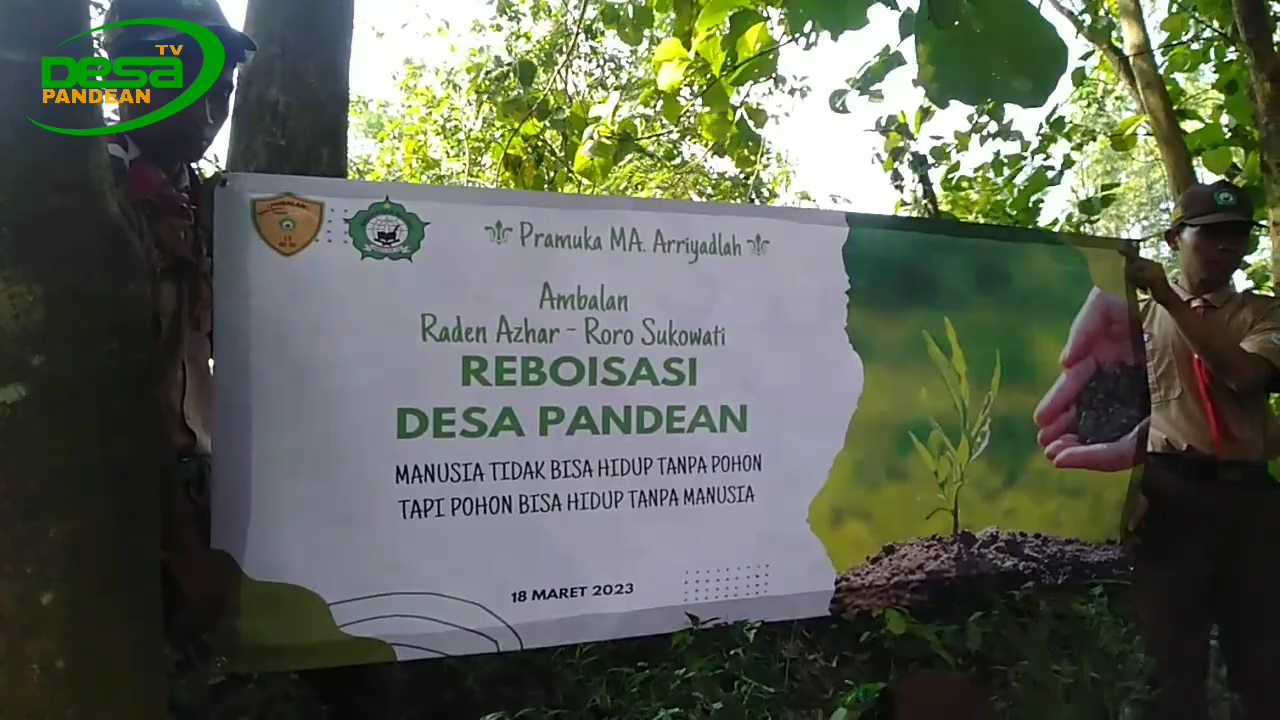 Desa TV
PANDEAN
Pramuka MA. Arriyadlah
Ambalan
Raden Azhar - Roro Sukowati
REBOISASI
DESA PANDEAN
MANUSIA TIDAK BISA HIDUP TANPA POHON
TAPI POHON BISA HIDUP TANPA MANUSIA
18 MARET 2023